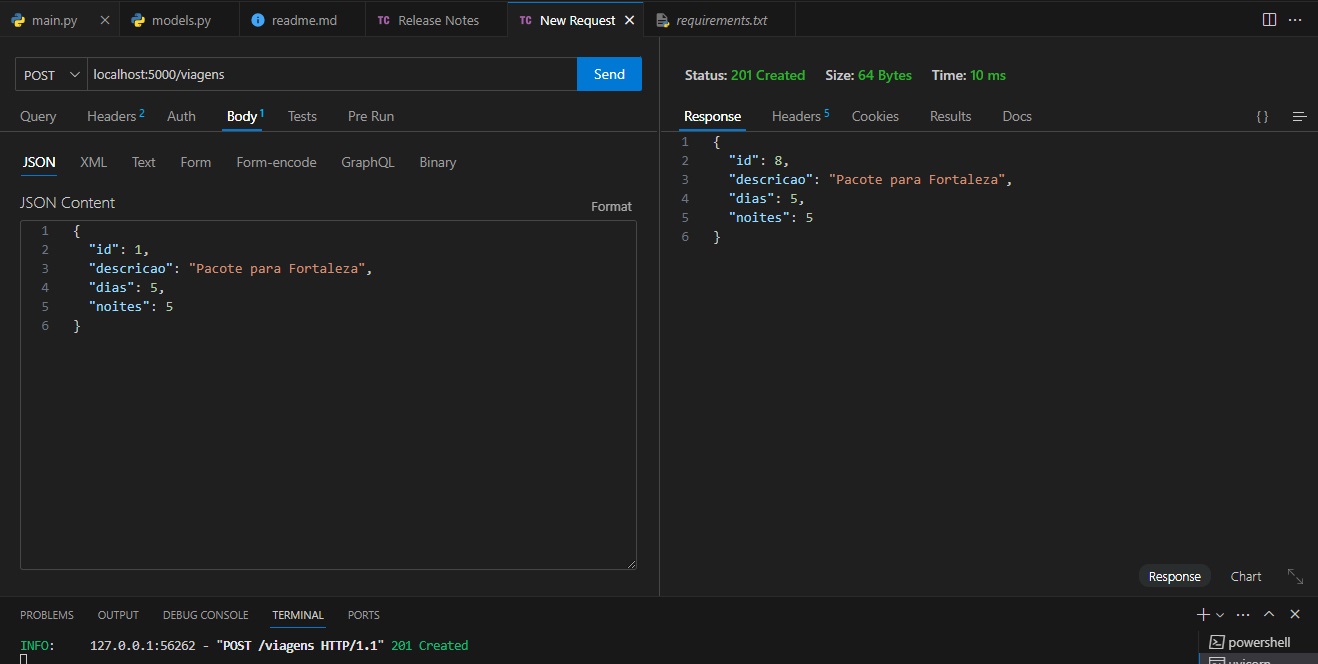 main.py
models.py
readme.md
TC Release Notes
TC New Request
requirements.txt
POST localhost:5000/viagens Send
Query Headers 2 Auth Body 1 Tests Pre Run
JSON XML Text Form Form-encode GraphQL Binary
JSON Content
Format
1 {
2 "id": 1,
3 "descricao": "Pacote para Fortaleza",
4 "dias": 5,
5 "noites": 5
6 }
Status: 201 Created Size: 64 Bytes Time: 10 ms
Response Headers 5 Cookies Results Docs { }
1 {
2 "id": 8,
3 "descricao": "Pacote para Fortaleza",
4 "dias": 5,
5 "noites": 5
6 }
Response Chart
PROBLEMS OUTPUT DEBUG CONSOLE TERMINAL PORTS
INFO: 127.0.0.1:56262 - "POST /viagens HTTP/1.1" 201 Created
powershell